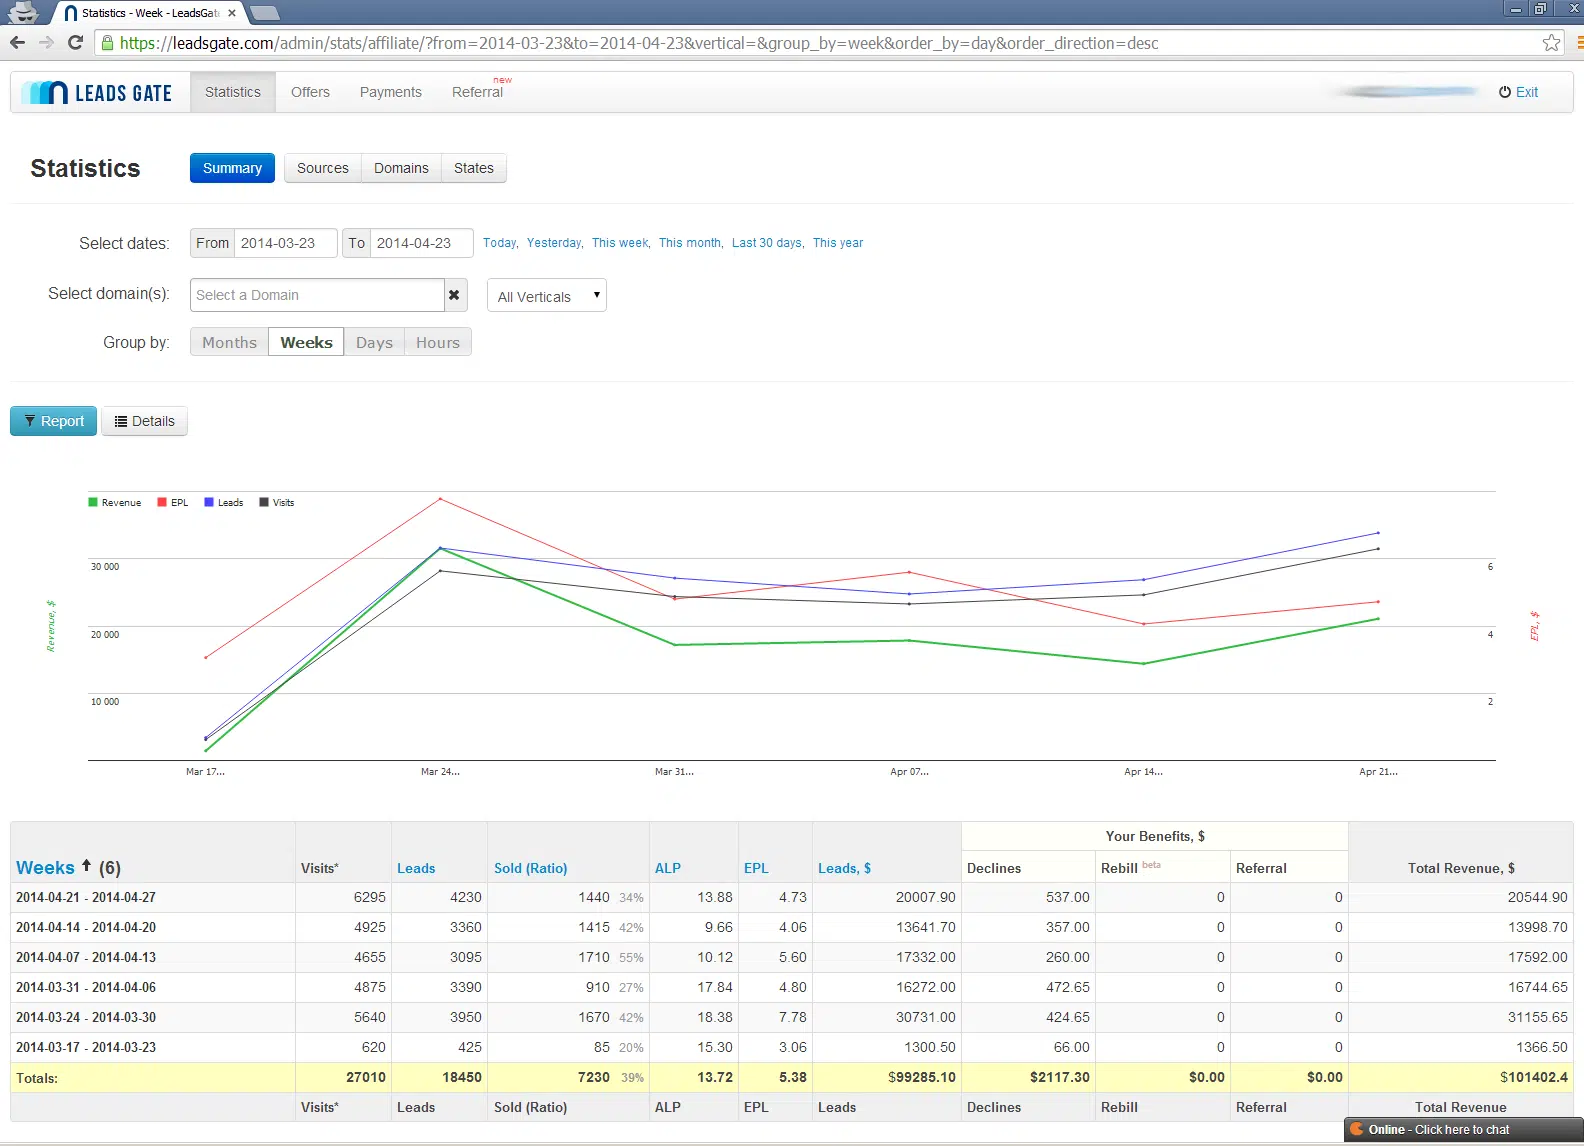 Statistics - Week - LeadsGat
https://leadsgate.com/admin/stats/affiliate/?from=2014-03-23&to=2014-04-23&vertical=&group_by=week&order_by=day&order_direction=desc
LEADS GATE Statistics Offers Payments Referral new Exit
Statistics Summary Sources Domains States
Select dates: From 2014-03-23 To 2014-04-23 Today, Yesterday, This week, This month, Last 30 days, This year
Select domain(s): Select a Domain All Verticals
Group by: Months Weeks Days Hours
Report Details
Revenue EPL Leads Visits
30 000 6
20 000 4
10 000 2
Revenue, $
EPL, $
Mar 17... Mar 24... Mar 31... Apr 07... Apr 14... Apr 21...
Your Benefits, $
Weeks (6) Visits* Leads Sold (Ratio) ALP EPL Leads, $ Declines Rebill beta Referral Total Revenue, $
2014-04-21 - 2014-04-27 6295 4230 1440 34% 13.88 4.73 20007.90 537.00 0 0 20544.90
2014-04-14 - 2014-04-20 4925 3360 1415 42% 9.66 4.06 13641.70 357.00 0 0 13998.70
2014-04-07 - 2014-04-13 4655 3095 1710 55% 10.12 5.60 17332.00 260.00 0 0 17592.00
2014-03-31 - 2014-04-06 4875 3390 910 27% 17.84 4.80 16272.00 472.65 0 0 16744.65
2014-03-24 - 2014-03-30 5640 3950 1670 42% 18.38 7.78 30731.00 424.65 0 0 31155.65
2014-03-17 - 2014-03-23 620 425 85 20% 15.30 3.06 1300.50 66.00 0 0 1366.50
Totals: 27010 18450 7230 39% 13.72 5.38 $99285.10 $2117.30 $0.00 $0.00 $101402.4
Visits* Leads Sold (Ratio) ALP EPL Leads Declines Rebill Referral Total Revenue
Online - Click here to chat